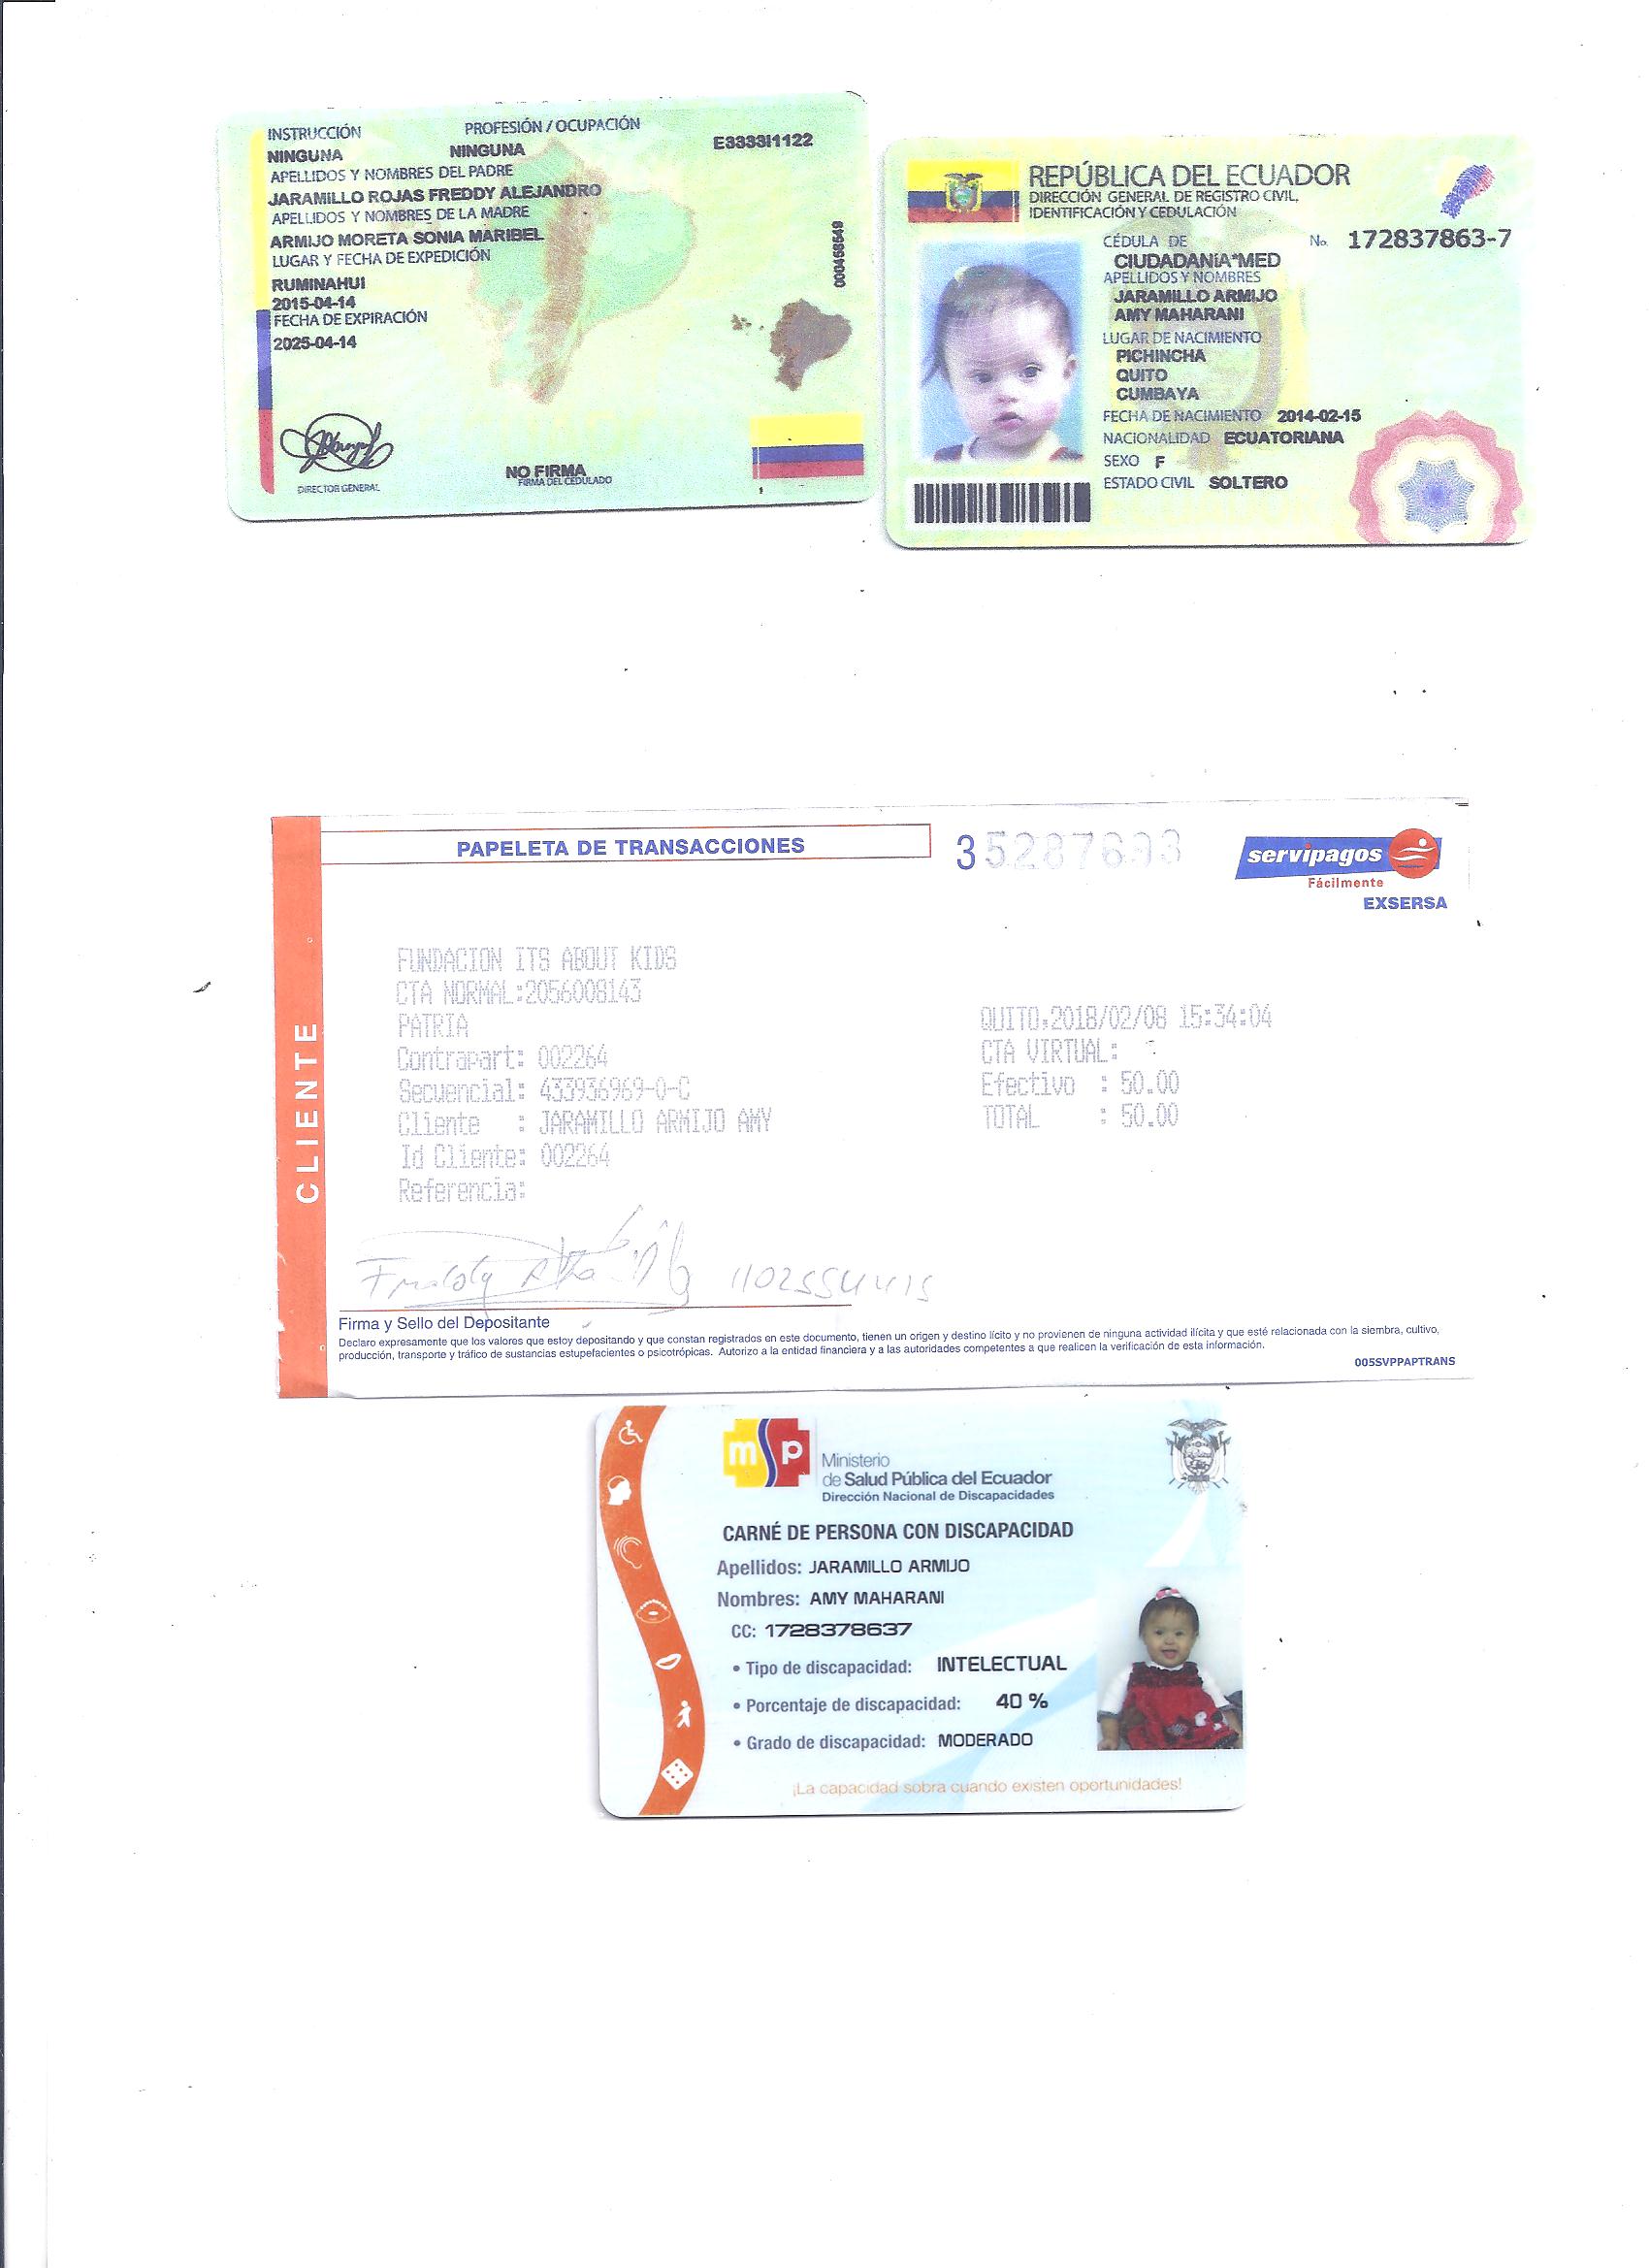 INSTRUCCIÓN PROFESIÓN / OCUPACIÓN
NINGUNA NINGUNA E3333I1122
APELLIDOS Y NOMBRES DEL PADRE
JARAMILLO ROJAS FREDDY ALEJANDRO
APELLIDOS Y NOMBRES DE LA MADRE
ARMIJO MORETA SONIA MARIBEL
LUGAR Y FECHA DE EXPEDICIÓN
RUMINAHUI
2015-04-14
FECHA DE EXPIRACIÓN
2025-04-14
DIRECTOR GENERAL
NO FIRMA
FIRMA DEL CEDULADO
REPÚBLICA DEL ECUADOR
DIRECCIÓN GENERAL DE REGISTRO CIVIL,
IDENTIFICACIÓN Y CEDULACIÓN
CÉDULA DE No. 172837863-7
CIUDADANÍA*MED
APELLIDOS Y NOMBRES
JARAMILLO ARMIJO
AMY MAHARANI
LUGAR DE NACIMIENTO
PICHINCHA
QUITO
CUMBAYA
FECHA DE NACIMIENTO 2014-02-15
NACIONALIDAD ECUATORIANA
SEXO F
ESTADO CIVIL SOLTERO
CLIENTE
PAPELETA DE TRANSACCIONES
servipagos
Fácilmente
EXSERSA
FUNDACION ITS ABOUT KIDS
CTA NORMAL:2056008143
PATRIA QUITO,2018/02/08 15:34:04
Contrapart: 002264 CTA VIRTUAL:
Secuencial: 433936969-0-C Efectivo : 50.00
Cliente : JARAMILLO ARMIJO AMY TOTAL : 50.00
Id Cliente: 002264
Referencia:
Firma y Sello del Depositante
Declaro expresamente que los valores que estoy depositando y que constan registrados en este documento, tienen un origen y destino lícito y no provienen de ninguna actividad ilícita y que esté relacionada con la siembra, cultivo,
producción, transporte y tráfico de sustancias estupefacientes o psicotrópicas. Autorizo a la entidad financiera y a las autoridades competentes a que realicen la verificación de esta información.
005SVPPAPTRANS
msp
Ministerio
de Salud Pública del Ecuador
Dirección Nacional de Discapacidades
CARNÉ DE PERSONA CON DISCAPACIDAD
Apellidos: JARAMILLO ARMIJO
Nombres: AMY MAHARANI
CC: 1728378637
• Tipo de discapacidad: INTELECTUAL
• Porcentaje de discapacidad: 40 %
• Grado de discapacidad: MODERADO
¡La capacidad sobra cuando existen oportunidades!